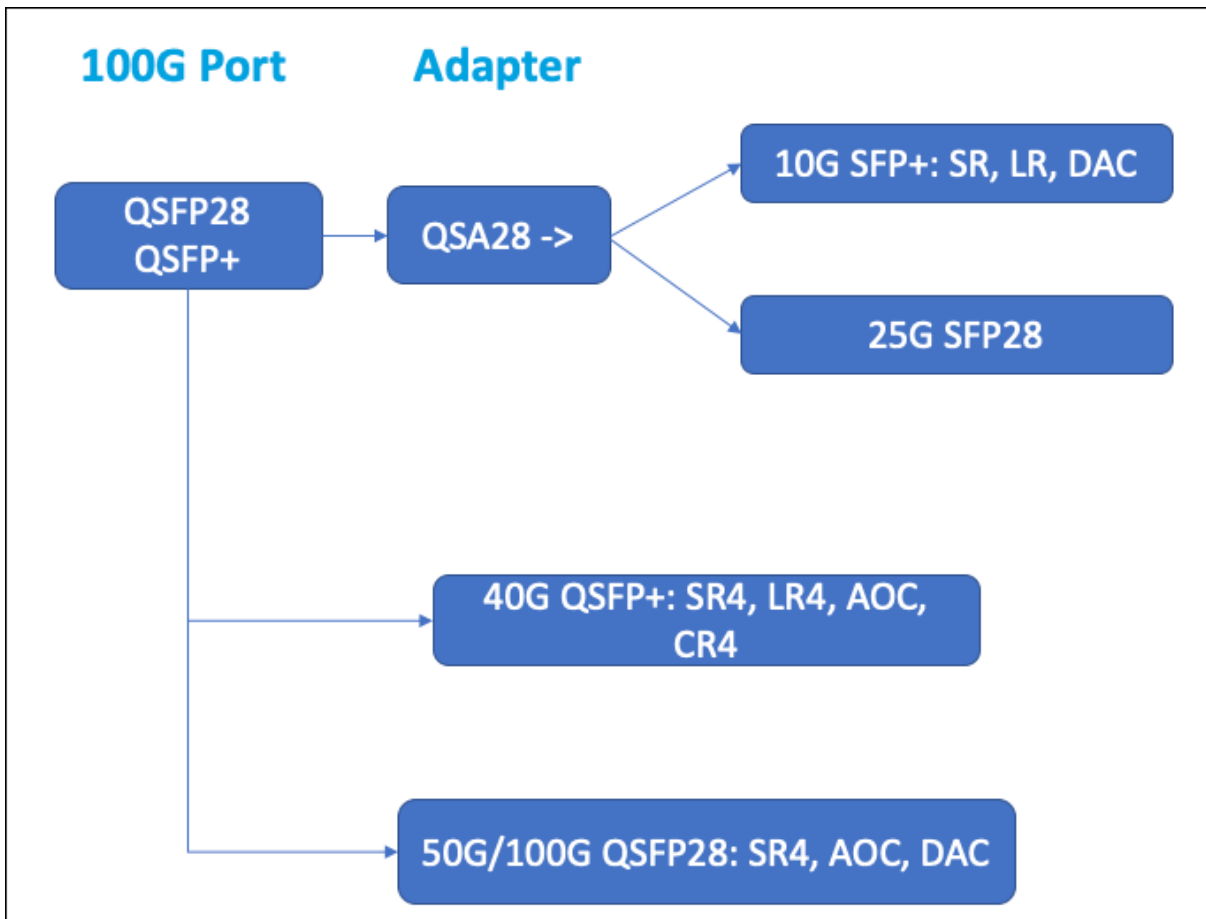 100G Port
Adapter
QSFP28
QSFP+
QSA28 ->
10G SFP+: SR, LR, DAC
25G SFP28
40G QSFP+: SR4, LR4, AOC,
CR4
50G/100G QSFP28: SR4, AOC, DAC